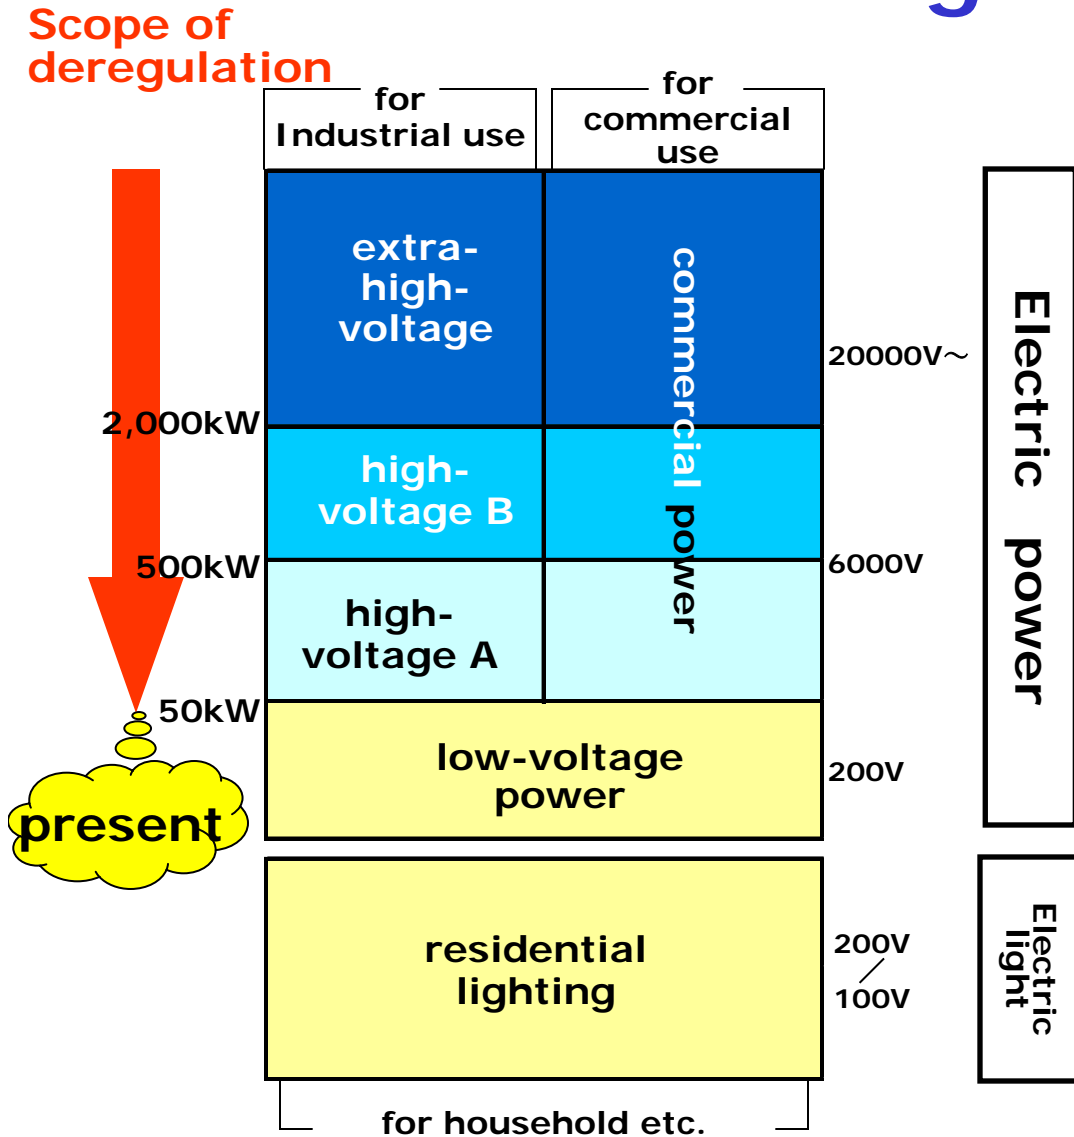 Scope of
deregulation
for
Industrial use
for
commercial
use
extra-
high-
voltage
commercial power
20000V～
2,000kW
high-
voltage B
500kW
6000V
high-
voltage A
50kW
low-voltage
power
200V
present
Electric power
residential
lighting
200V
/
100V
Electric
light
for household etc.